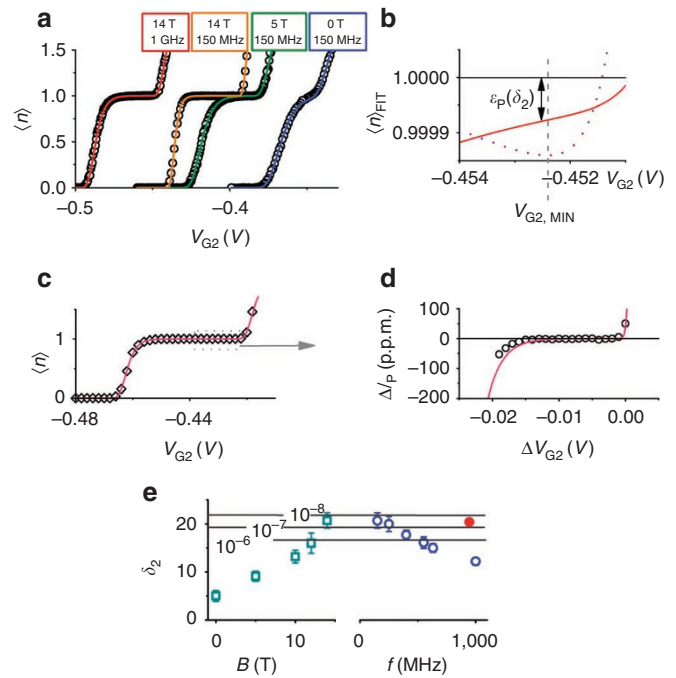 a
14 T 14 T 5 T 0 T
1 GHz 150 MHz 150 MHz 150 MHz
1.5
1.0
0.5
0.0
⟨n⟩
−0.5 −0.4
V_G2 (V)
b
1.0000
0.9999
⟨n⟩_FIT
ε_P(δ_2)
−0.454 −0.452 V_G2 (V)
V_G2, MIN
c
1
0
⟨n⟩
−0.48 −0.44
V_G2 (V)
d
100
0
−100
−200
Δ/_P (p.p.m.)
−0.02 −0.01 0.00
ΔV_G2 (V)
e
20
10
0
δ_2
10^−8
10^−7
10^−6
0 10 1,000
B (T) f (MHz)